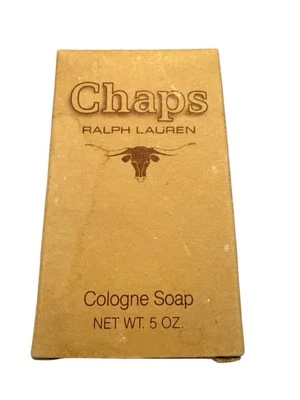 Chaps
RALPH LAUREN
Cologne Soap
NET WT. 5 OZ.